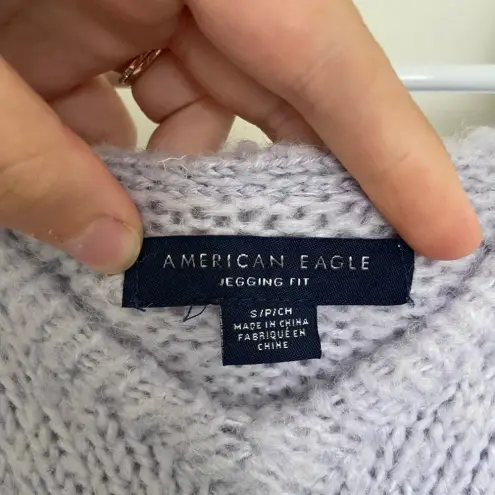 AMERICAN EAGLE
JEGGING FIT
S/P/CH
MADE IN CHINA
FABRIQUÉ EN
CHINE